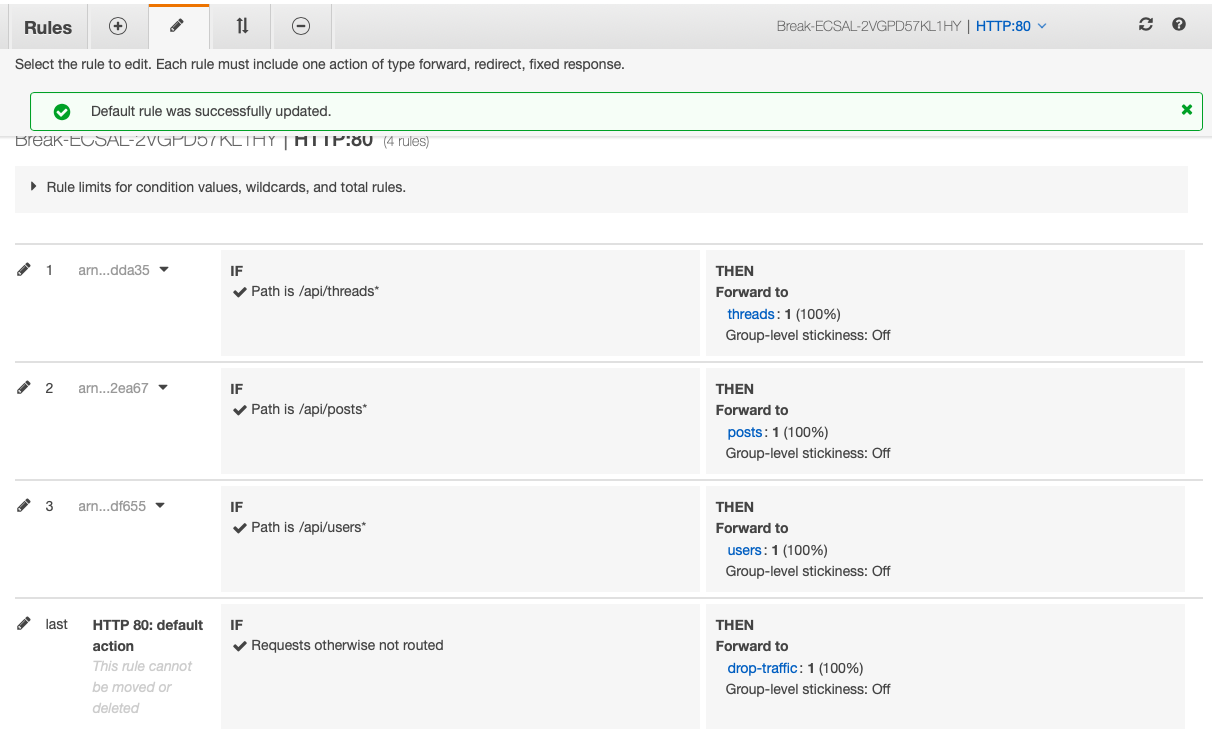 Rules
Break-ECSAL-2VGPD57KL1HY | HTTP:80
Select the rule to edit. Each rule must include one action of type forward, redirect, fixed response.
Default rule was successfully updated.
Break-ECSAL-2VGPD57KL1HY | HTTP:80 (4 rules)
Rule limits for condition values, wildcards, and total rules.
1 arn...dda35
IF
Path is /api/threads*
THEN
Forward to
threads: 1 (100%)
Group-level stickiness: Off
2 arn...2ea67
IF
Path is /api/posts*
THEN
Forward to
posts: 1 (100%)
Group-level stickiness: Off
3 arn...df655
IF
Path is /api/users*
THEN
Forward to
users: 1 (100%)
Group-level stickiness: Off
last
HTTP 80: default
action
This rule cannot
be moved or
deleted
IF
Requests otherwise not routed
THEN
Forward to
drop-traffic: 1 (100%)
Group-level stickiness: Off